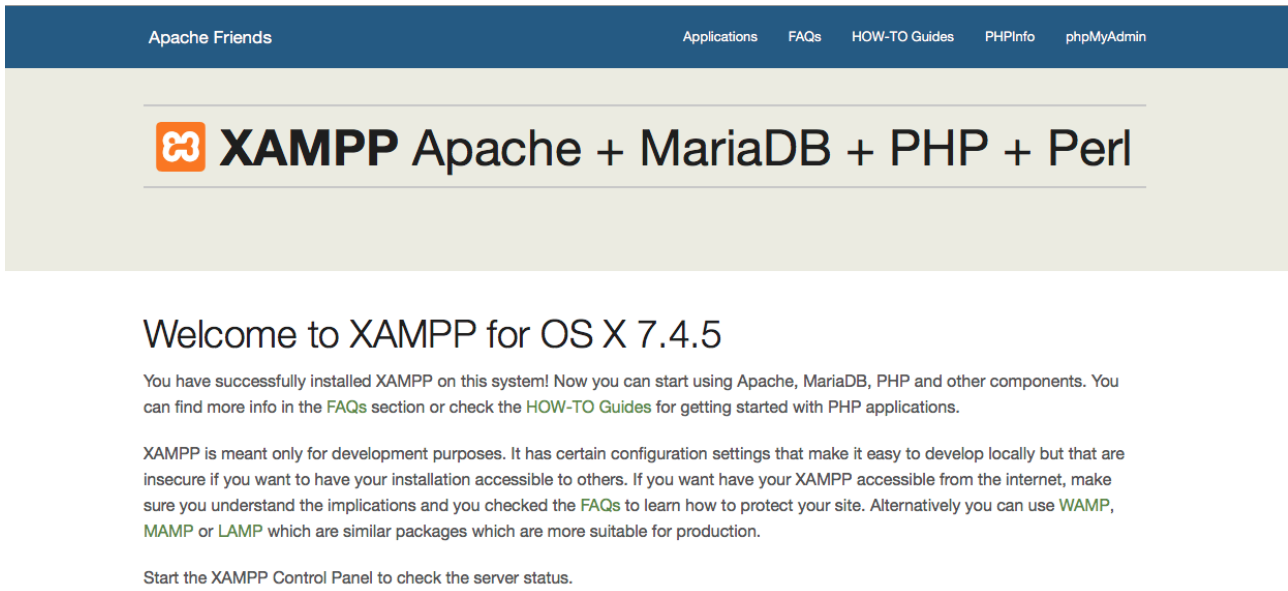 Apache Friends
Applications FAQs HOW-TO Guides PHPInfo phpMyAdmin
XAMPP Apache + MariaDB + PHP + Perl
Welcome to XAMPP for OS X 7.4.5
You have successfully installed XAMPP on this system! Now you can start using Apache, MariaDB, PHP and other components. You
can find more info in the FAQs section or check the HOW-TO Guides for getting started with PHP applications.
XAMPP is meant only for development purposes. It has certain configuration settings that make it easy to develop locally but that are
insecure if you want to have your installation accessible to others. If you want have your XAMPP accessible from the internet, make
sure you understand the implications and you checked the FAQs to learn how to protect your site. Alternatively you can use WAMP,
MAMP or LAMP which are similar packages which are more suitable for production.
Start the XAMPP Control Panel to check the server status.